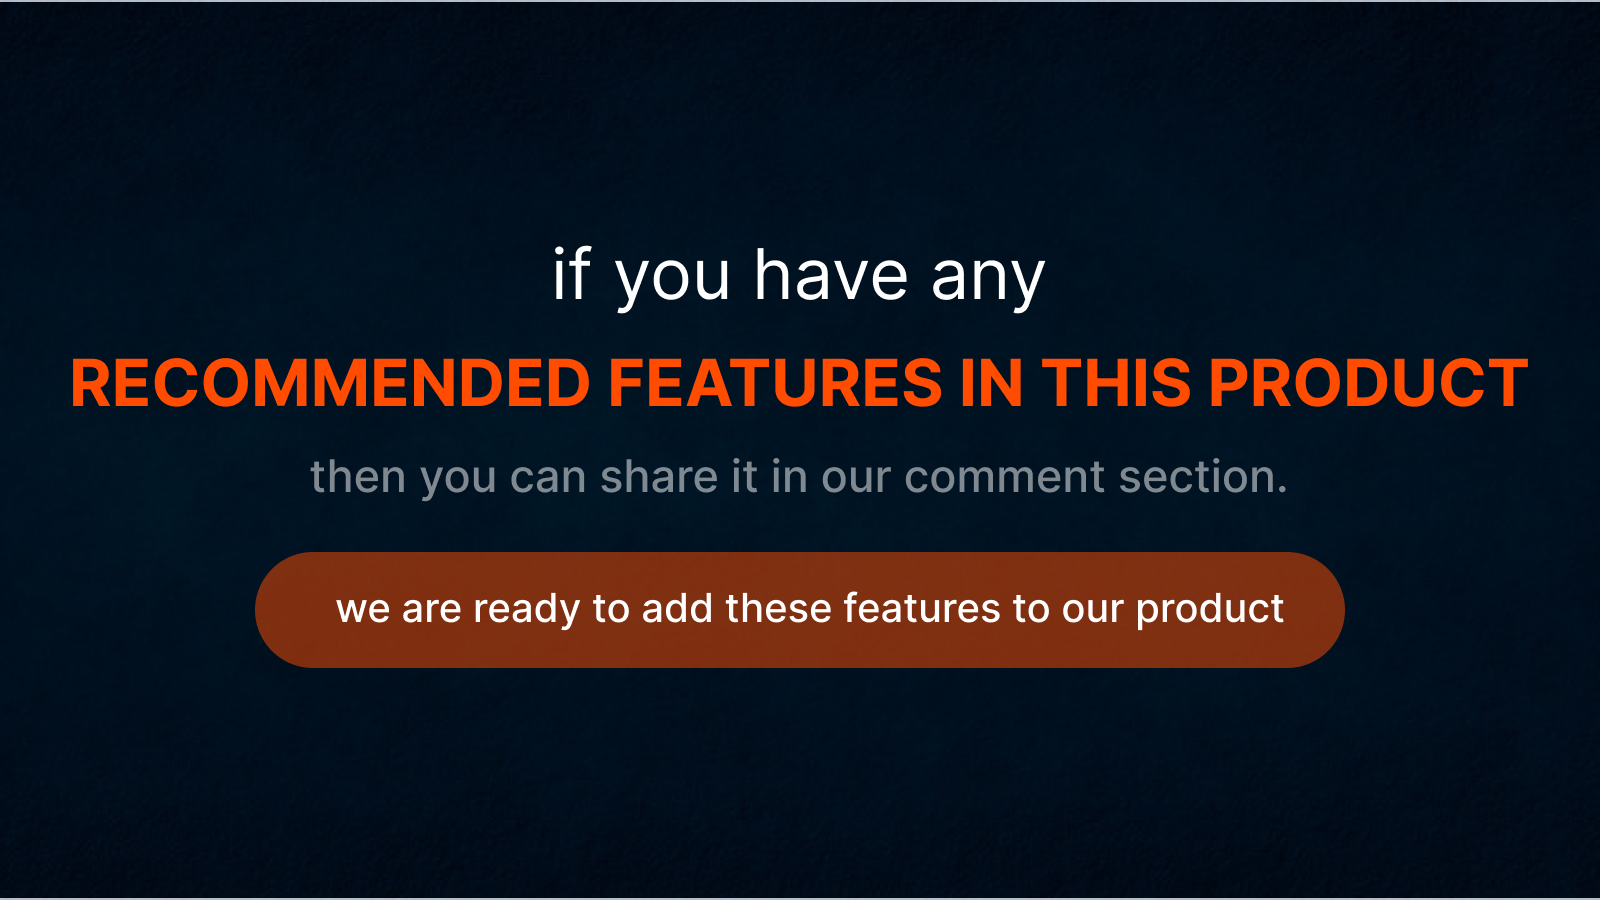 if you have any
RECOMMENDED FEATURES IN THIS PRODUCT
then you can share it in our comment section.
we are ready to add these features to our product